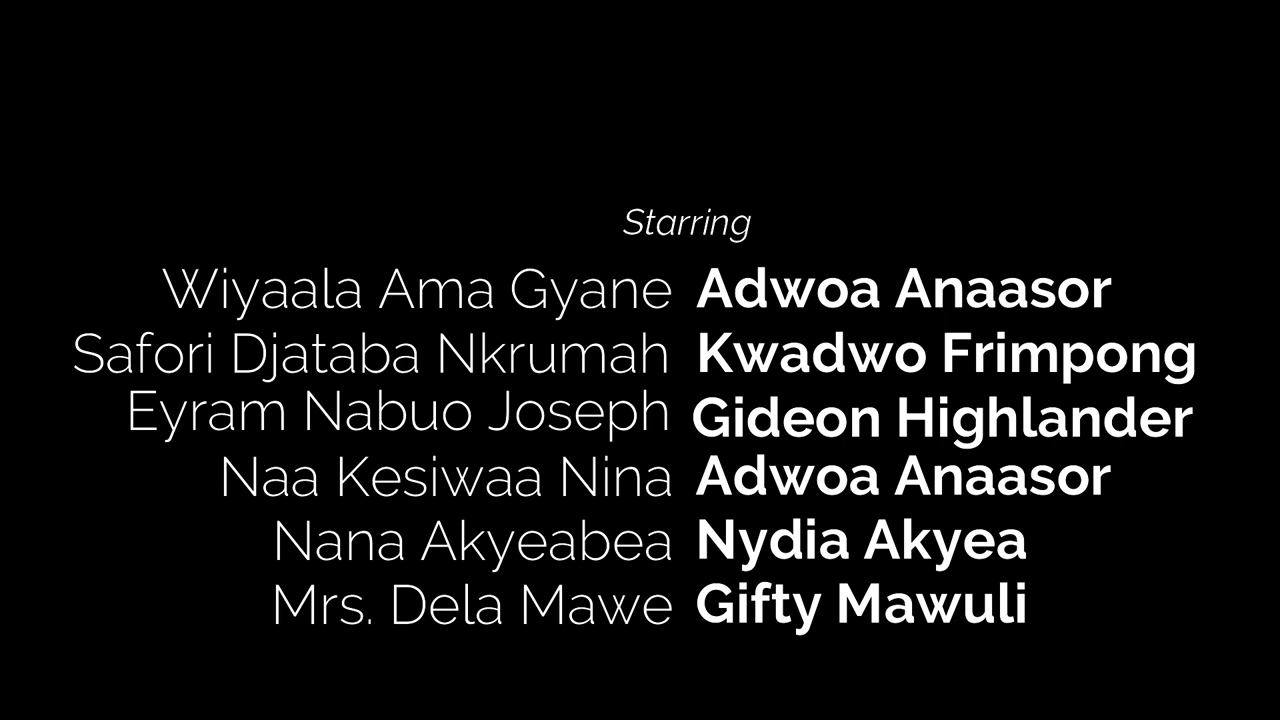 Starring
Wiyaala Ama Gyane Adwoa Anaasor
Safori Djataba Nkrumah Kwadwo Frimpong
Eyram Nabuo Joseph Gideon Highlander
Naa Kesiwaa Nina Adwoa Anaasor
Nana Akyeabea Nydia Akyea
Mrs. Dela Mawe Gifty Mawuli